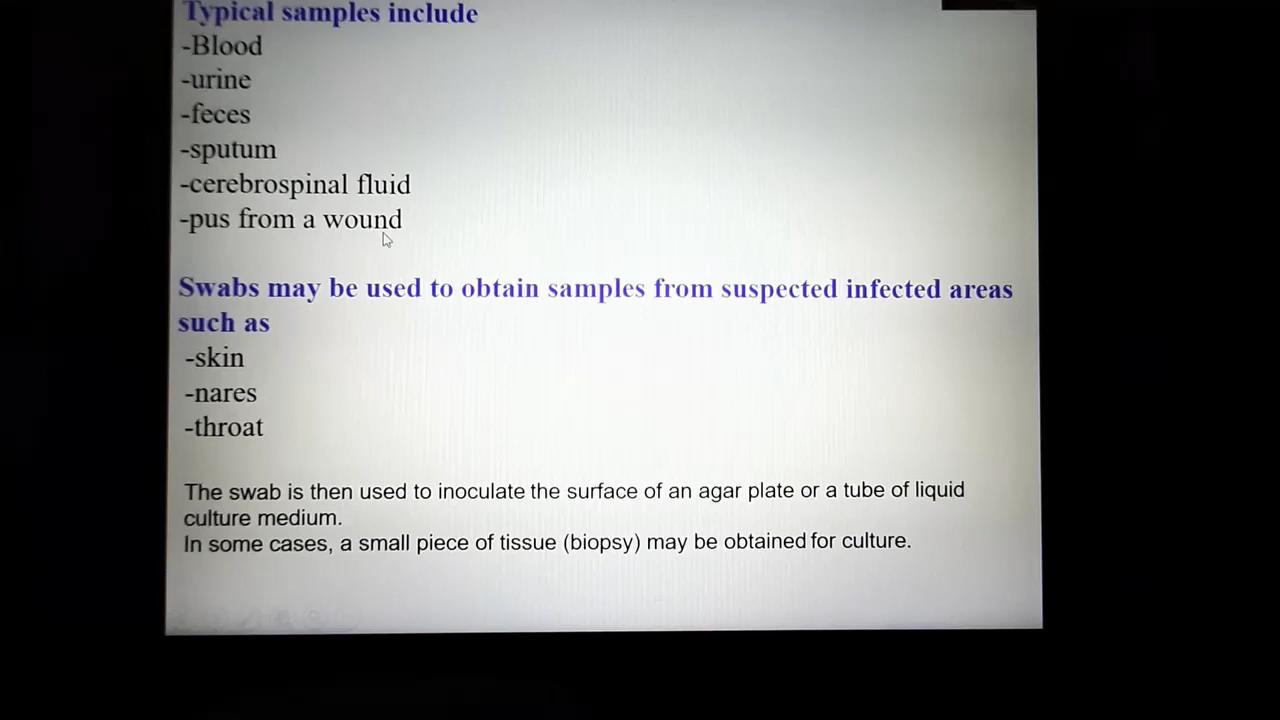 Typical samples include
-Blood
-urine
-feces
-sputum
-cerebrospinal fluid
-pus from a wound
Swabs may be used to obtain samples from suspected infected areas
such as
-skin
-nares
-throat
The swab is then used to inoculate the surface of an agar plate or a tube of liquid
culture medium.
In some cases, a small piece of tissue (biopsy) may be obtained for culture.